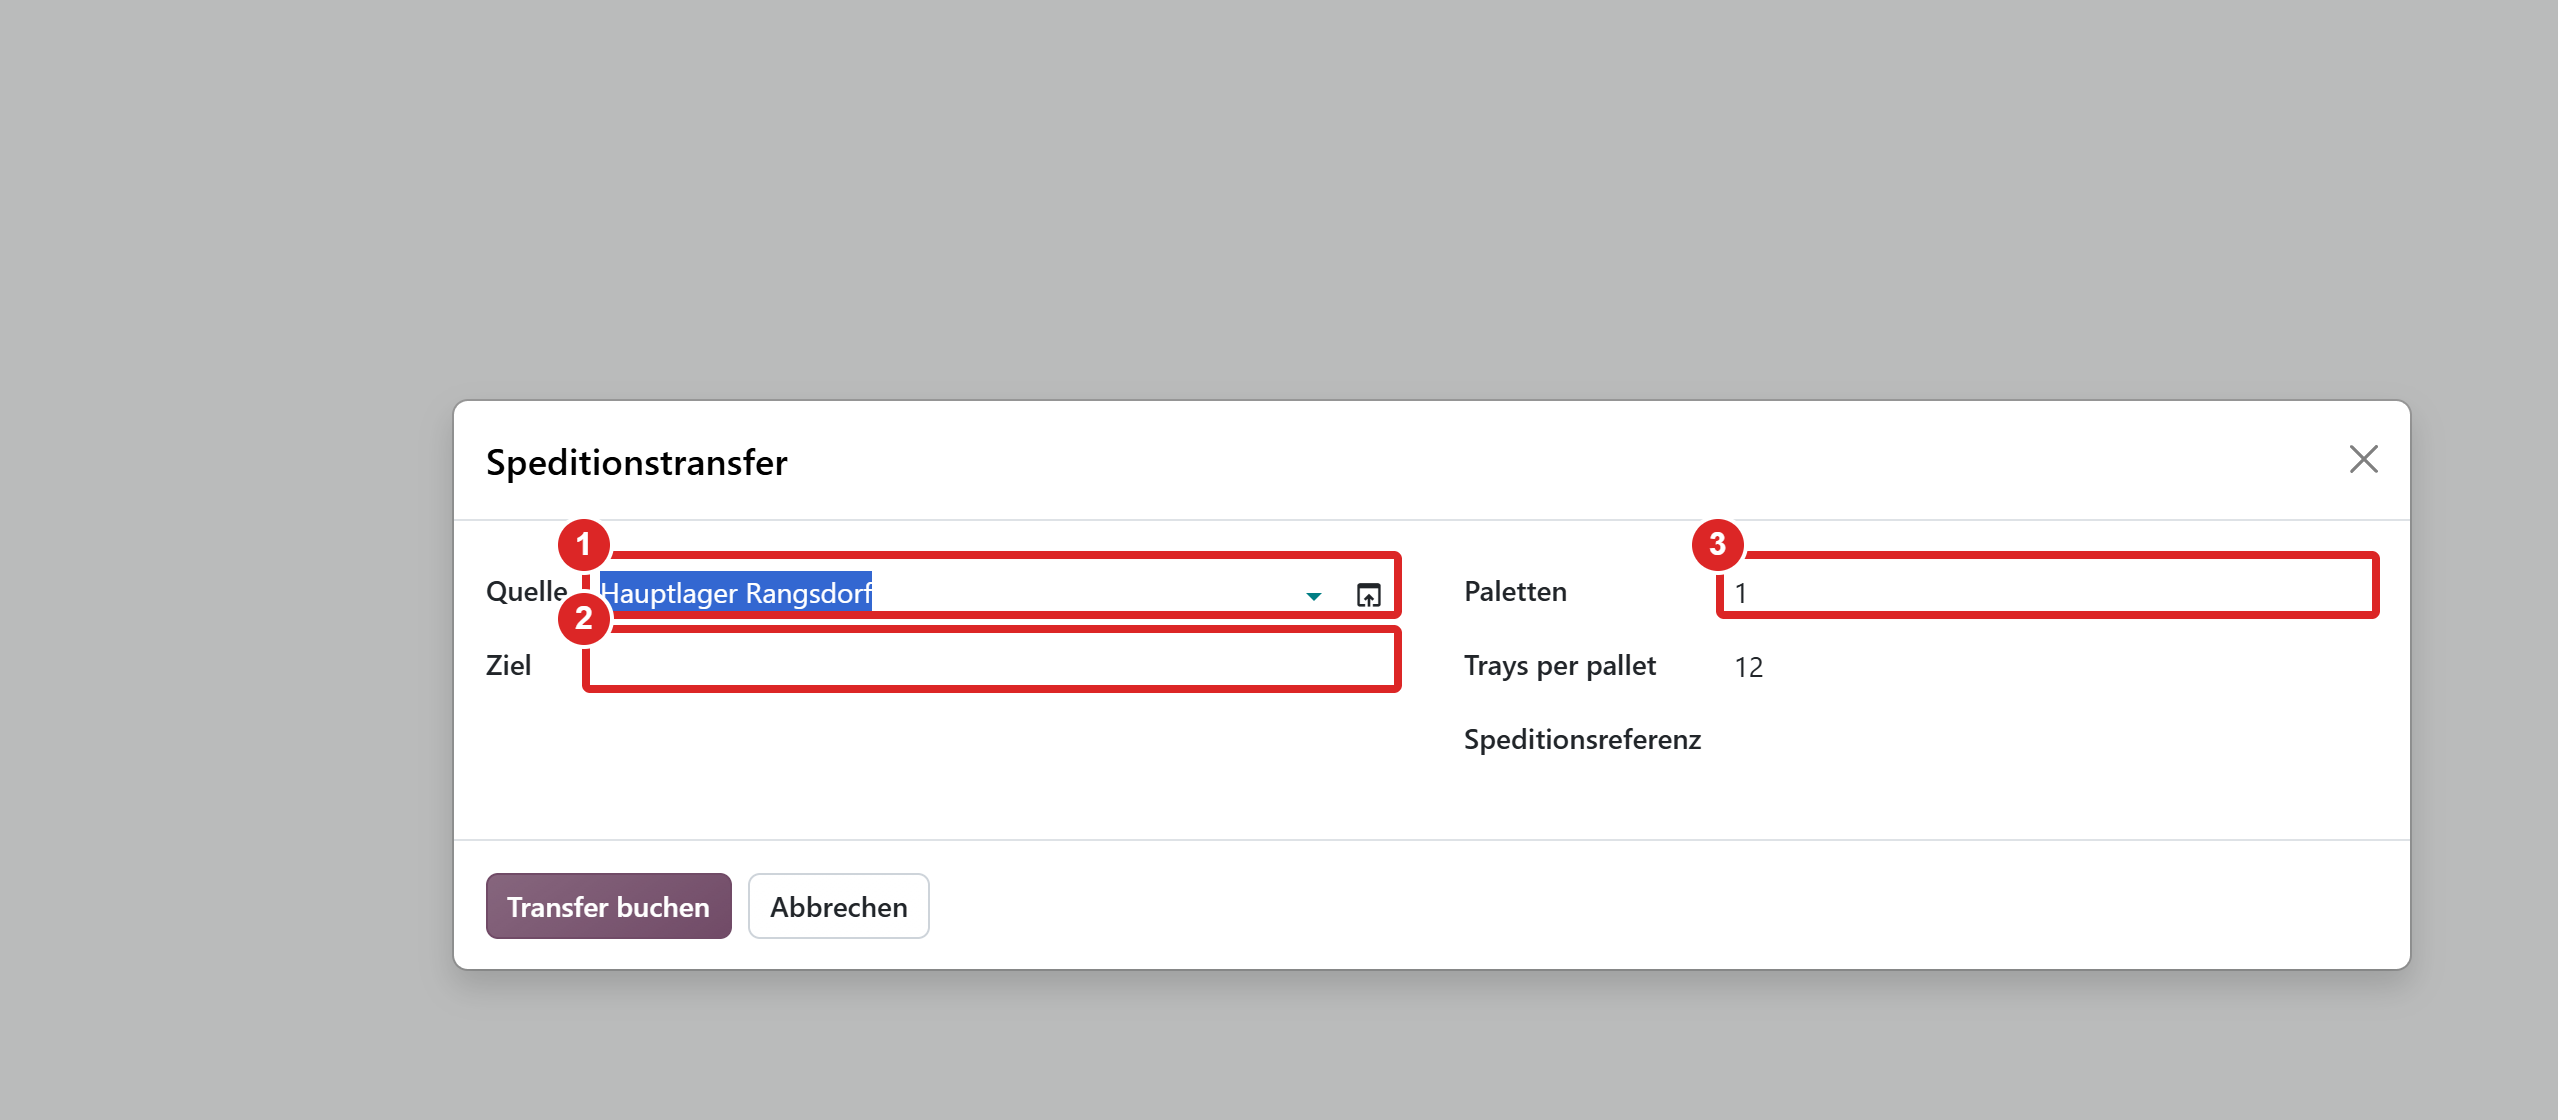 Speditionstransfer
1
Quelle Hauptlager Rangsdorf
2
Ziel
3
Paletten 1
Trays per pallet 12
Speditionsreferenz
Transfer buchen Abbrechen